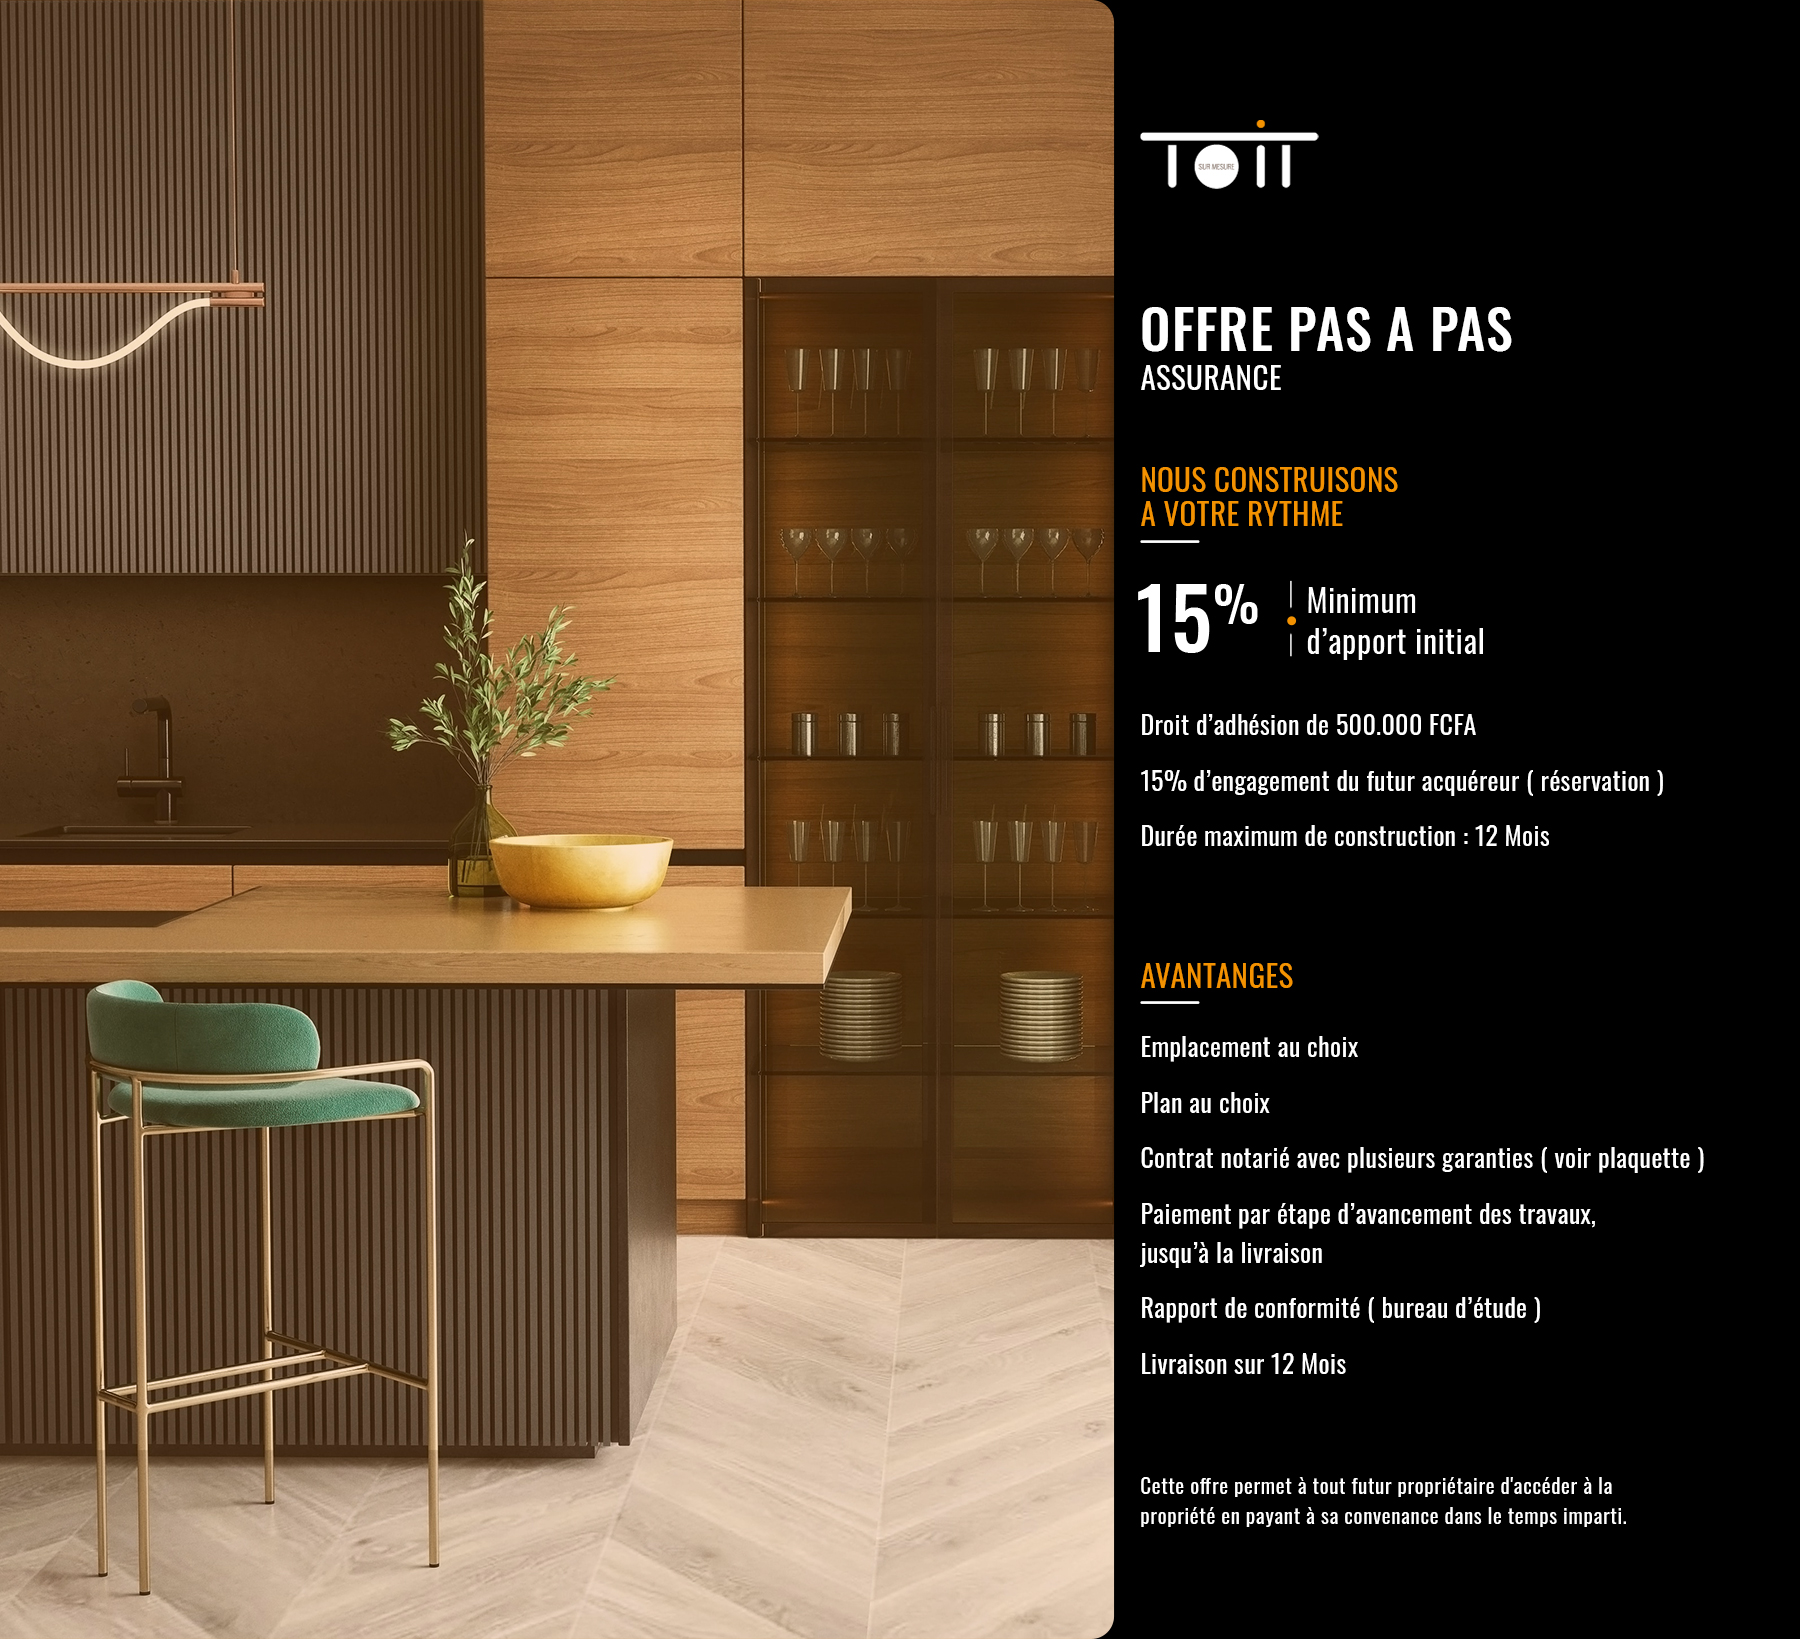 TOiT
SUR MESURE
OFFRE PAS A PAS
ASSURANCE
NOUS CONSTRUISONS
A VOTRE RYTHME
15% Minimum
d’apport initial
Droit d’adhésion de 500.000 FCFA
15% d’engagement du futur acquéreur ( réservation )
Durée maximum de construction : 12 Mois
AVANTANGES
Emplacement au choix
Plan au choix
Contrat notarié avec plusieurs garanties ( voir plaquette )
Paiement par étape d’avancement des travaux,
jusqu’à la livraison
Rapport de conformité ( bureau d’étude )
Livraison sur 12 Mois
Cette offre permet à tout futur propriétaire d'accéder à la
propriété en payant à sa convenance dans le temps imparti.